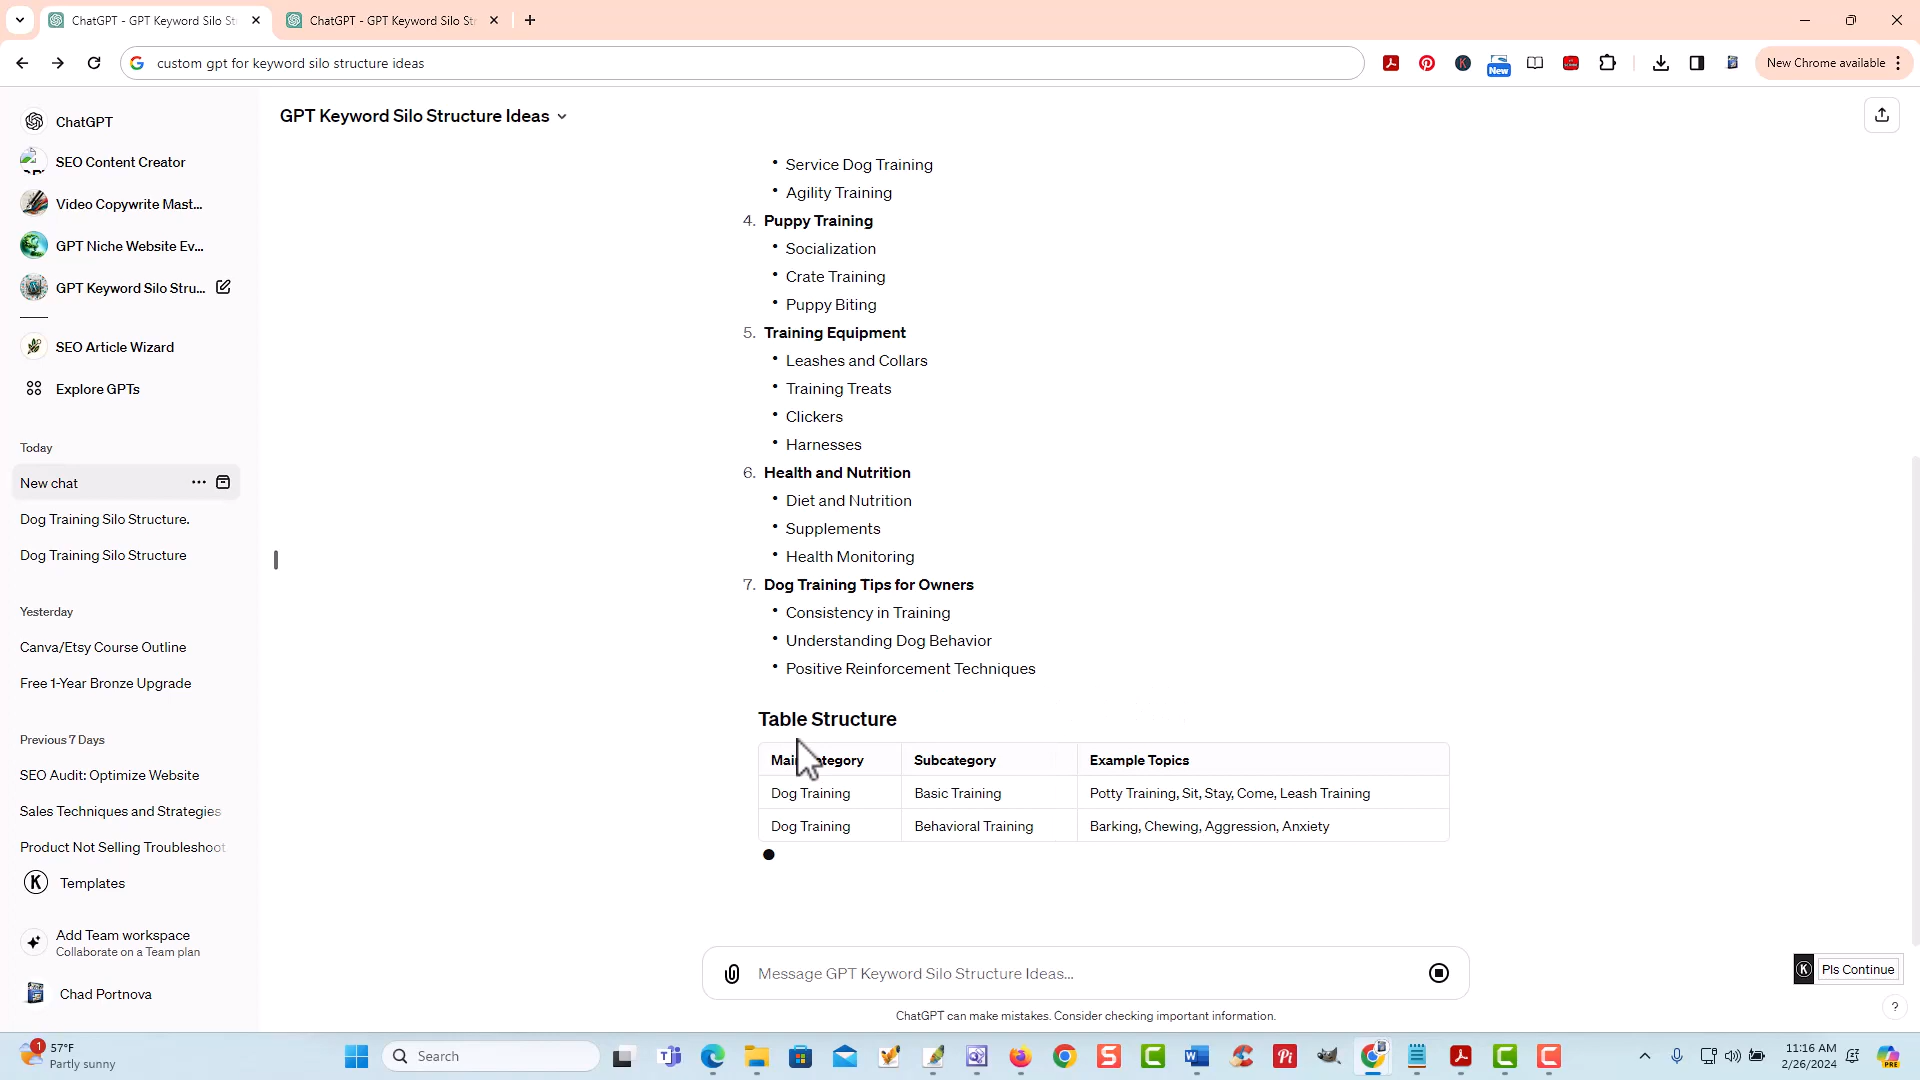 ChatGPT - GPT Keyword Silo St
ChatGPT - GPT Keyword Silo Str
custom gpt for keyword silo structure ideas
New
New Chrome available
ChatGPT
SEO Content Creator
Video Copywrite Mast...
GPT Niche Website Ev...
GPT Keyword Silo Stru...
SEO Article Wizard
Explore GPTs
Today
New chat
Dog Training Silo Structure.
Dog Training Silo Structure
Yesterday
Canva/Etsy Course Outline
Free 1-Year Bronze Upgrade
Previous 7 Days
SEO Audit: Optimize Website
Sales Techniques and Strategies
Product Not Selling Troubleshoot
K Templates
Add Team workspace
Collaborate on a Team plan
Chad Portnova
GPT Keyword Silo Structure Ideas
• Service Dog Training
• Agility Training
4. Puppy Training
• Socialization
• Crate Training
• Puppy Biting
5. Training Equipment
• Leashes and Collars
• Training Treats
• Clickers
• Harnesses
6. Health and Nutrition
• Diet and Nutrition
• Supplements
• Health Monitoring
7. Dog Training Tips for Owners
• Consistency in Training
• Understanding Dog Behavior
• Positive Reinforcement Techniques
Table Structure
Subcategory Example Topics
Dog Training Basic Training Potty Training, Sit, Stay, Come, Leash Training
Dog Training Behavioral Training Barking, Chewing, Aggression, Anxiety
Message GPT Keyword Silo Structure Ideas...
ChatGPT can make mistakes. Consider checking important information.
K Pls Continue
?
1
57°F
Partly sunny
Search
11:16 AM
2/26/2024